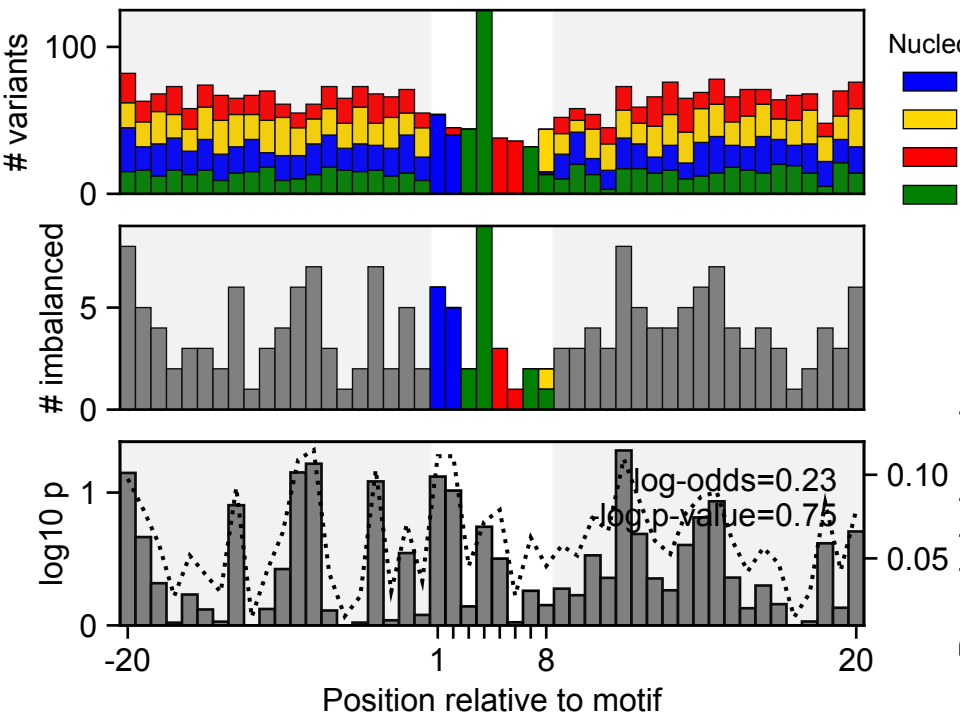 # variants
100
0
Nucleo
# imbalanced
5
0
log10 p
1
0
log-odds=0.23
-log p-value=0.75
0.10
0.05
-20
1
8
20
Position relative to motif